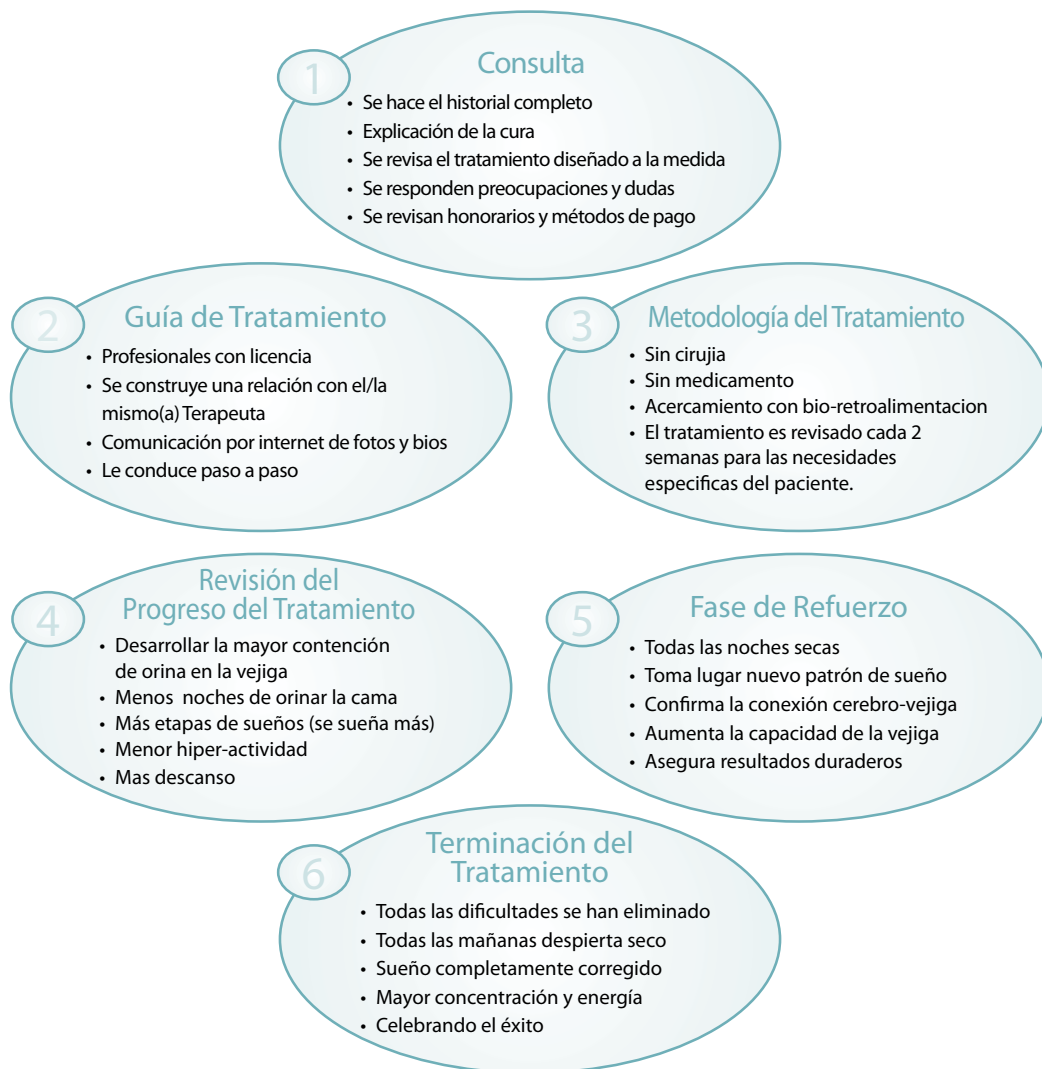 1
Consulta
• Se hace el historial completo
• Explicación de la cura
• Se revisa el tratamiento diseñado a la medida
• Se responden preocupaciones y dudas
• Se revisan honorarios y métodos de pago
2
Guía de Tratamiento
• Profesionales con licencia
• Se construye una relación con el/la
mismo(a) Terapeuta
• Comunicación por internet de fotos y bios
• Le conduce paso a paso
3
Metodología del Tratamiento
• Sin cirujia
• Sin medicamento
• Acercamiento con bio-retroalimentacion
• El tratamiento es revisado cada 2
semanas para las necesidades
especificas del paciente.
4
Revisión del
Progreso del Tratamiento
• Desarrollar la mayor contención
de orina en la vejiga
• Menos noches de orinar la cama
• Más etapas de sueños (se sueña más)
• Menor hiper-actividad
• Mas descanso
5
Fase de Refuerzo
• Todas las noches secas
• Toma lugar nuevo patrón de sueño
• Confirma la conexión cerebro-vejiga
• Aumenta la capacidad de la vejiga
• Asegura resultados duraderos
6
Terminación del
Tratamiento
• Todas las dificultades se han eliminado
• Todas las mañanas despierta seco
• Sueño completamente corregido
• Mayor concentración y energía
• Celebrando el éxito